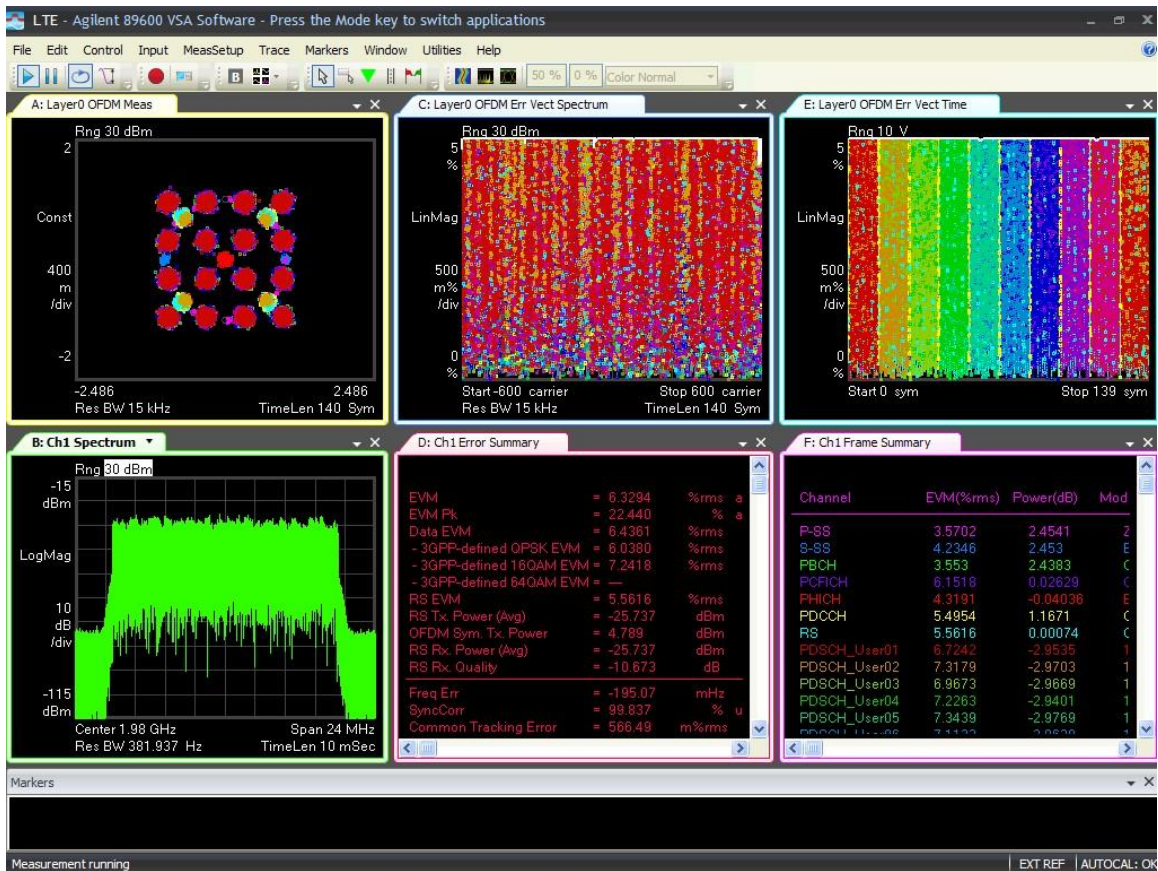 LTE - Agilent 89600 VSA Software - Press the Mode key to switch applications
File Edit Control Input MeasSetup Trace Markers Window Utilities Help
B 50 % 0 % Color Normal
A: Layer0 OFDM Meas
Rng 30 dBm
2
Const
400
m
/div
-2
-2.486 2.486
Res BW 15 kHz TimeLen 140 Sym
C: Layer0 OFDM Err Vect Spectrum
Rng 30 dBm
5
%
LinMag
500
m%
/div
0
%
Start -600 carrier Stop 600 carrier
Res BW 15 kHz TimeLen 140 Sym
E: Layer0 OFDM Err Vect Time
Rng 10 V
5
%
LinMag
500
m%
/div
0
%
Start 0 sym Stop 139 sym
B: Ch1 Spectrum
Rng 30 dBm
-15
dBm
LogMag
10
dB
/div
-115
dBm
Center 1.98 GHz Span 24 MHz
Res BW 381.937 Hz TimeLen 10 mSec
D: Ch1 Error Summary
EVM = 6.3294 %rms a
EVM Pk = 22.440 % a
Data EVM = 6.4361 %rms
- 3GPP-defined QPSK EVM = 6.0380 %rms
- 3GPP-defined 16QAM EVM = 7.2418 %rms
- 3GPP-defined 64QAM EVM = —
RS EVM = 5.5616 %rms
RS Tx. Power (Avg) = -25.737 dBm
OFDM Sym. Tx. Power = 4.789 dBm
RS Rx. Power (Avg) = -25.737 dBm
RS Rx. Quality = -10.673 dB
Freq Err = -195.07 mHz
SyncCorr = 99.837 % u
Common Tracking Error = 566.49 m%rms
F: Ch1 Frame Summary
Channel EVM(%rms) Power(dB) Mod
P-SS 3.5702 2.4541
S-SS 4.2346 2.453
PBCH 3.553 2.4383
PCFICH 6.1518 0.02629
PHICH 4.3191 -0.04036
PDCCH 5.4954 1.1671
RS 5.5616 0.00074
PDSCH_User01 6.7242 -2.9535 1
PDSCH_User02 7.3179 -2.9703 1
PDSCH_User03 6.9673 -2.9669 1
PDSCH_User04 7.2263 -2.9401 1
PDSCH_User05 7.3439 -2.9769 1
Markers
Measurement running EXT REF AUTOCAL: OK